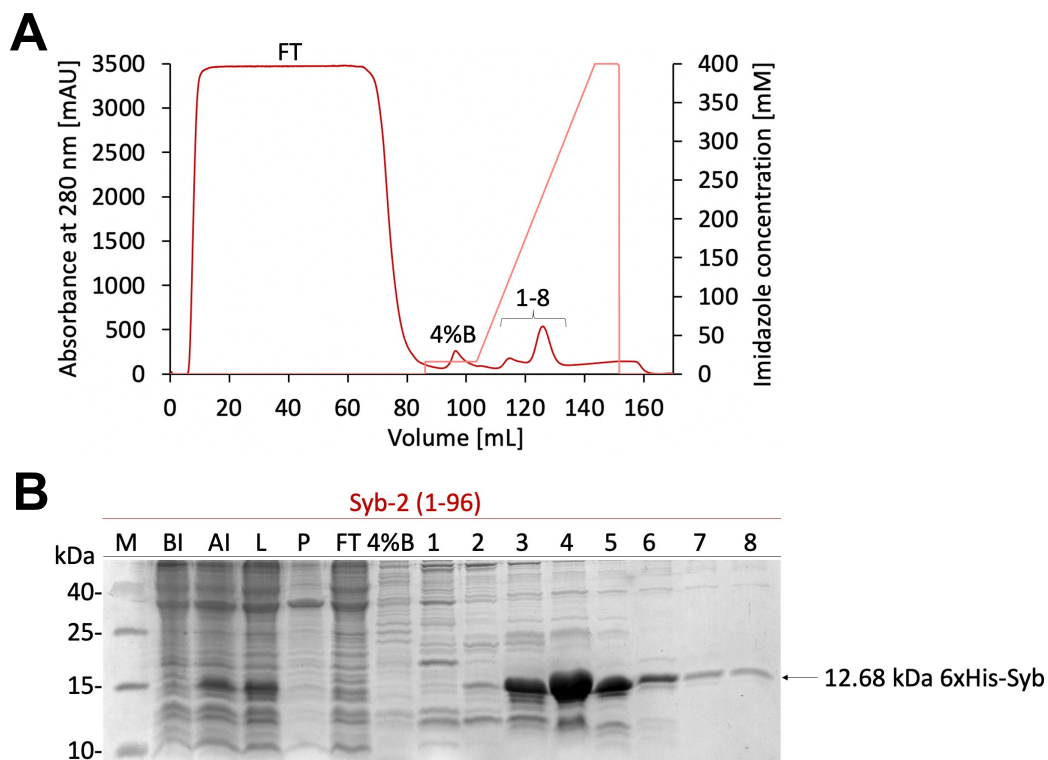 A
FT
Absorbance at 280 nm [mAU]
3500
3000
2500
2000
1500
1000
500
0
400
350
300
250
200
150
100
50
0
Imidazole concentration [mM]
4%B
1-8
0 20 40 60 80 100 120 140 160
Volume [mL]
B
Syb-2 (1-96)
kDa M BI AI L P FT 4%B 1 2 3 4 5 6 7 8
40-
25-
15-
10-
12.68 kDa 6xHis-Syb